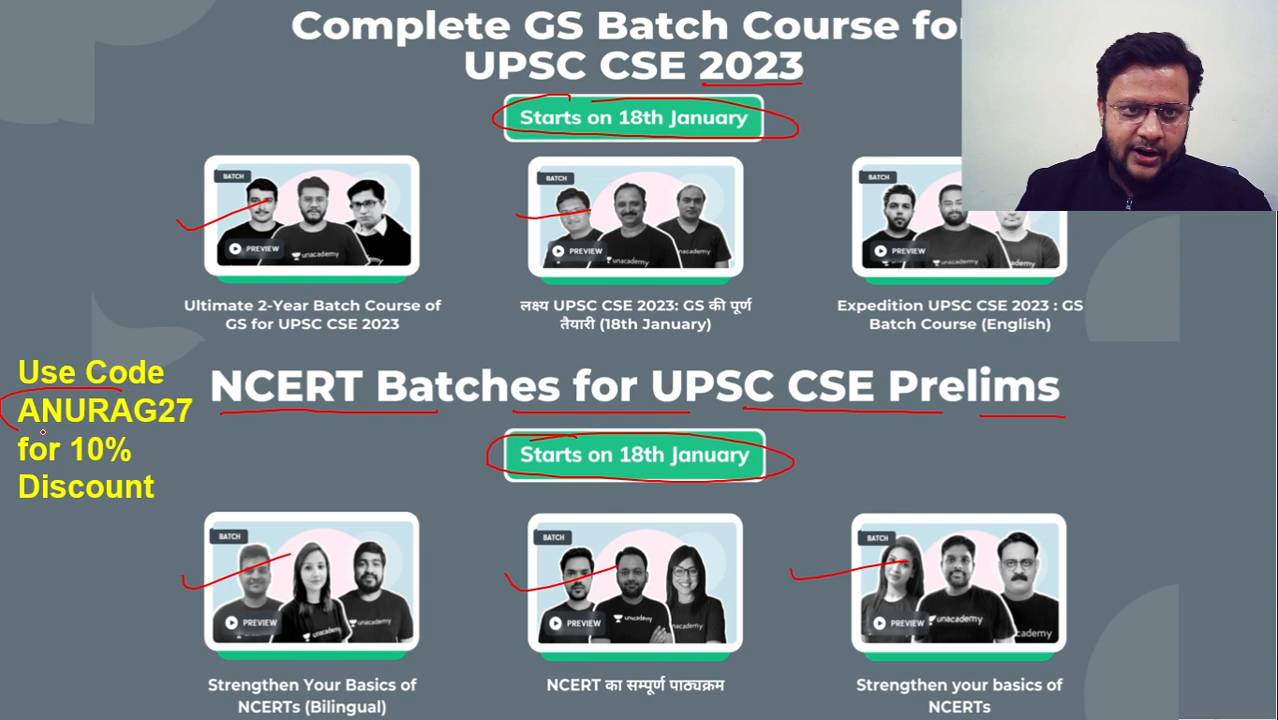 Complete GS Batch Course for
UPSC CSE 2023
Starts on 18th January
BATCH
PREVIEW
unacademy
BATCH
PREVIEW
unacademy
BATCH
PREVIEW
unacademy
Ultimate 2-Year Batch Course of
GS for UPSC CSE 2023
लक्ष्य UPSC CSE 2023: GS की पूर्ण
तैयारी (18th January)
Expedition UPSC CSE 2023 : GS
Batch Course (English)
Use Code
ANURAG27
for 10%
Discount
NCERT Batches for UPSC CSE Prelims
Starts on 18th January
BATCH
PREVIEW
unacademy
unacademy
BATCH
PREVIEW
unacademy
unacademy
BATCH
PREVIEW
unacademy
academy
Strengthen Your Basics of
NCERTs (Bilingual)
NCERT का सम्पूर्ण पाठ्यक्रम
Strengthen your basics of
NCERTs